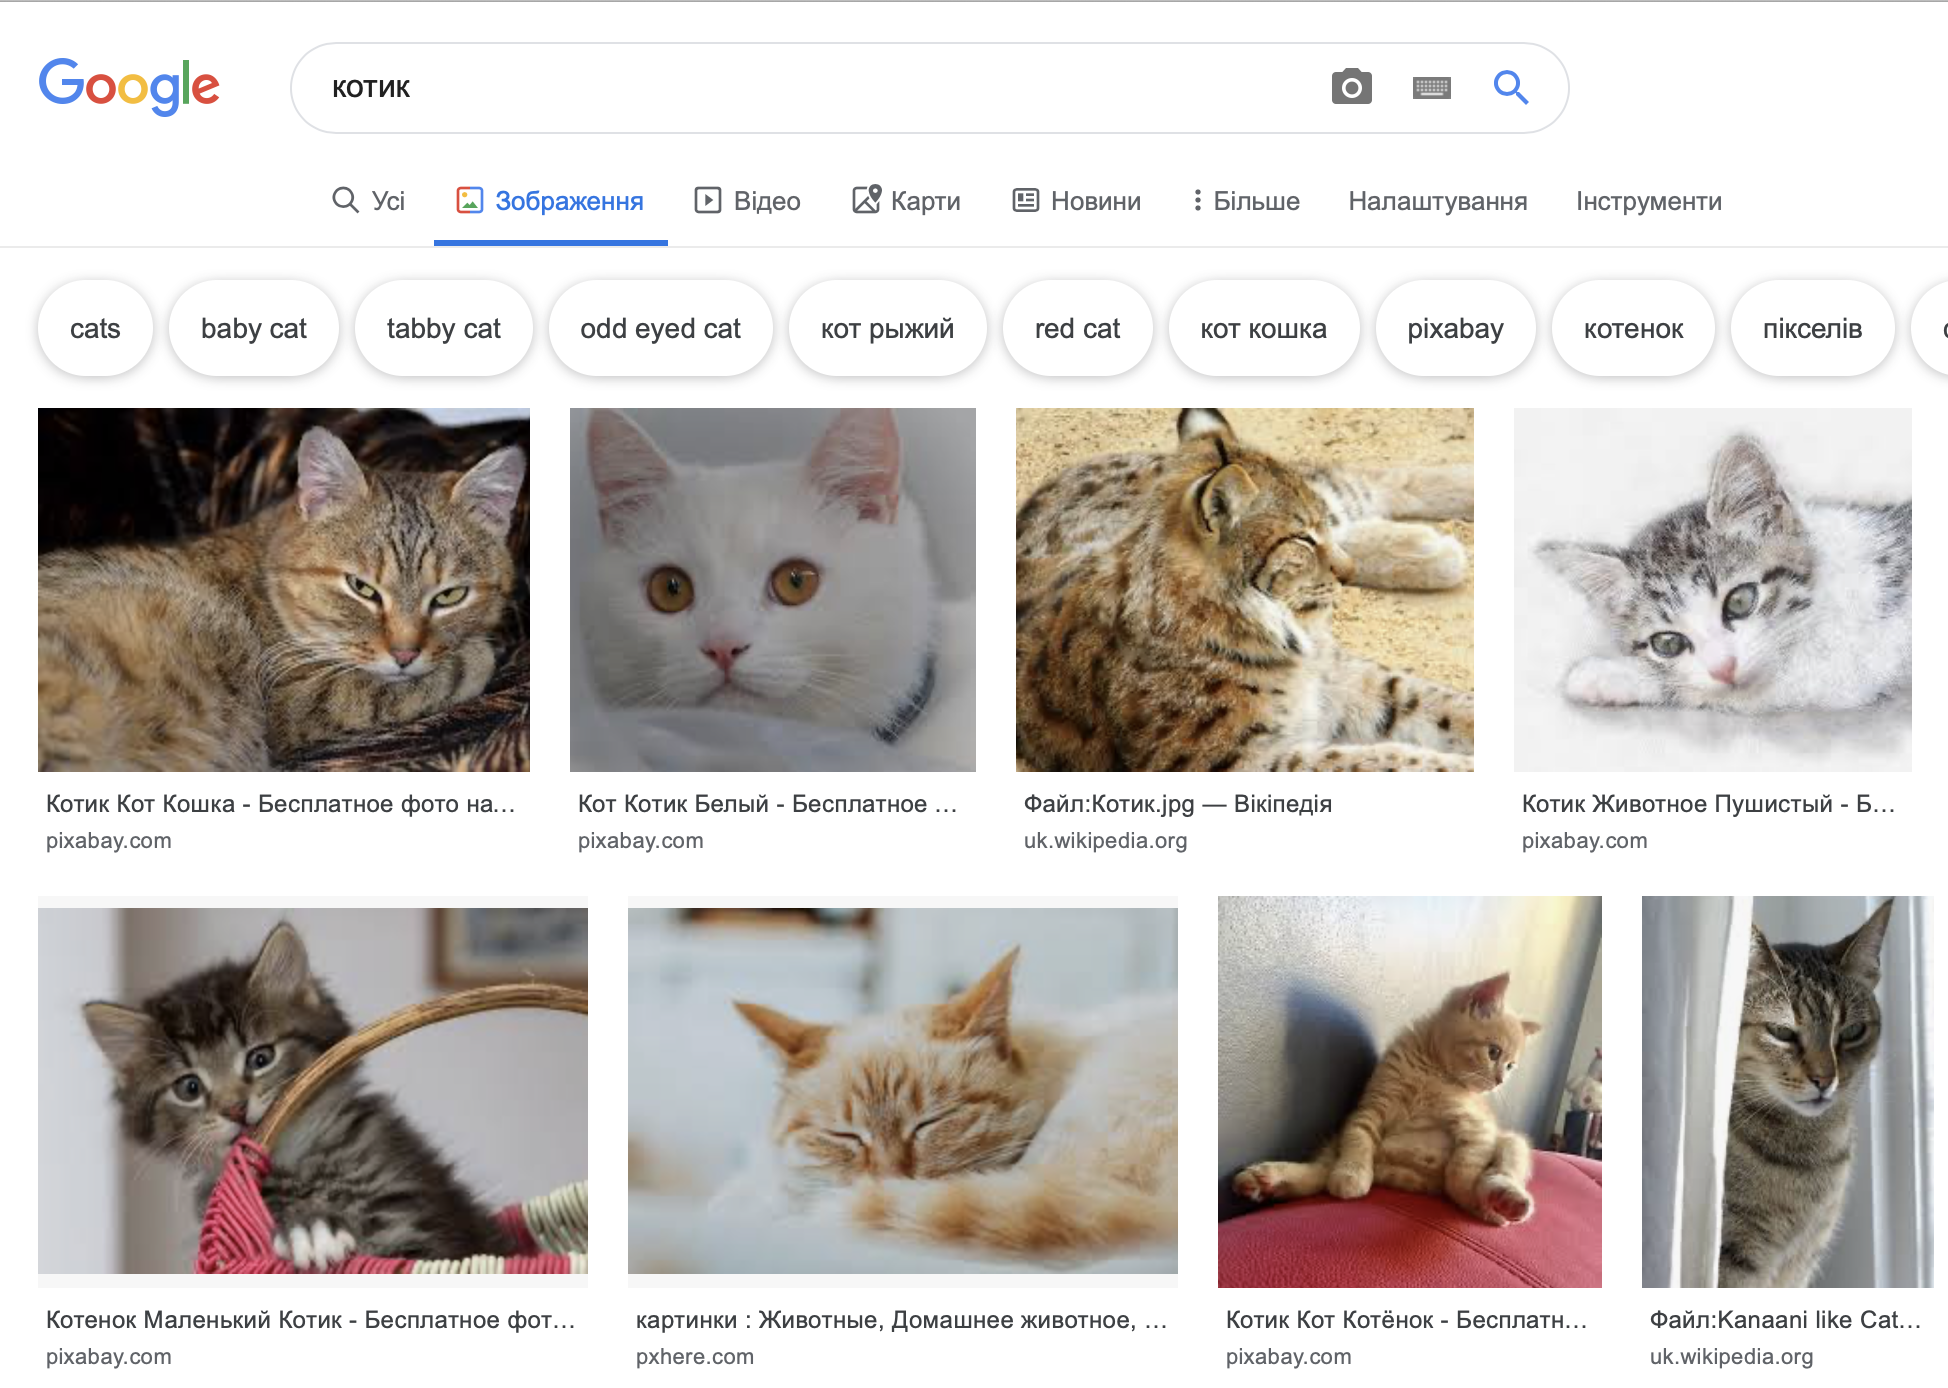 Google
котик
Усі
Зображення
Відео
Карти
Новини
Більше
Налаштування
Інструменти
cats
baby cat
tabby cat
odd eyed cat
кот рыжий
red cat
кот кошка
pixabay
котенок
пікселів
Котик Кот Кошка - Бесплатное фото на...
pixabay.com
Кот Котик Белый - Бесплатное ...
pixabay.com
Файл:Котик.jpg — Вікіпедія
uk.wikipedia.org
Котик Животное Пушистый - Б...
pixabay.com
Котенок Маленький Котик - Бесплатное фот...
pixabay.com
картинки : Животные, Домашнее животное, ...
pxhere.com
Котик Кот Котёнок - Бесплатн...
pixabay.com
Файл:Kanaani like Cat...
uk.wikipedia.org